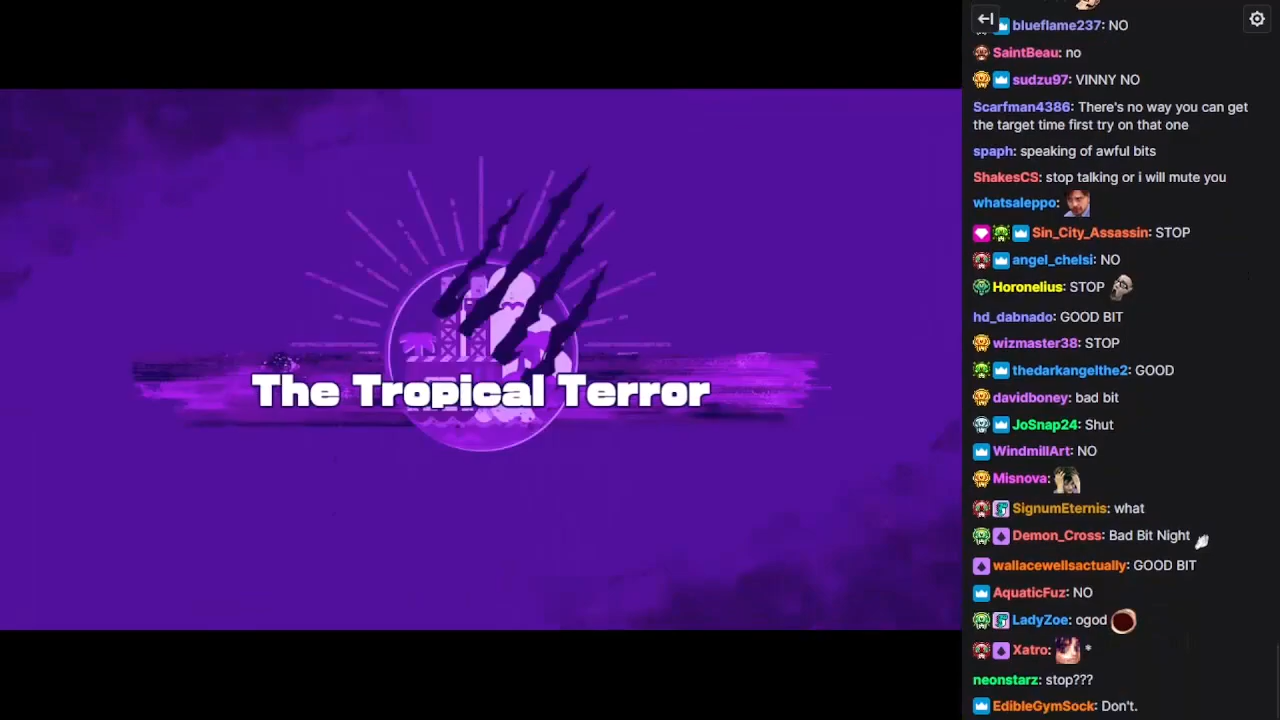 The Tropical Terror
blueflame237: NO
SaintBeau: no
sudzu97: VINNY NO
Scarfman4386: There's no way you can get
the target time first try on that one
spaph: speaking of awful bits
ShakesCS: stop talking or i will mute you
whatsaleppo:
Sin_City_Assassin: STOP
angel_chelsi: NO
Horonelius: STOP
hd_dabnado: GOOD BIT
wizmaster38: STOP
thedarkangelthe2: GOOD
davidboney: bad bit
JoSnap24: Shut
WindmillArt: NO
Misnova:
SignumEternis: what
Demon_Cross: Bad Bit Night
wallacewellsactually: GOOD BIT
AquaticFuz: NO
LadyZoe: ogod
Xatro: *
neonstarz: stop???
EdibleGymSock: Don't.